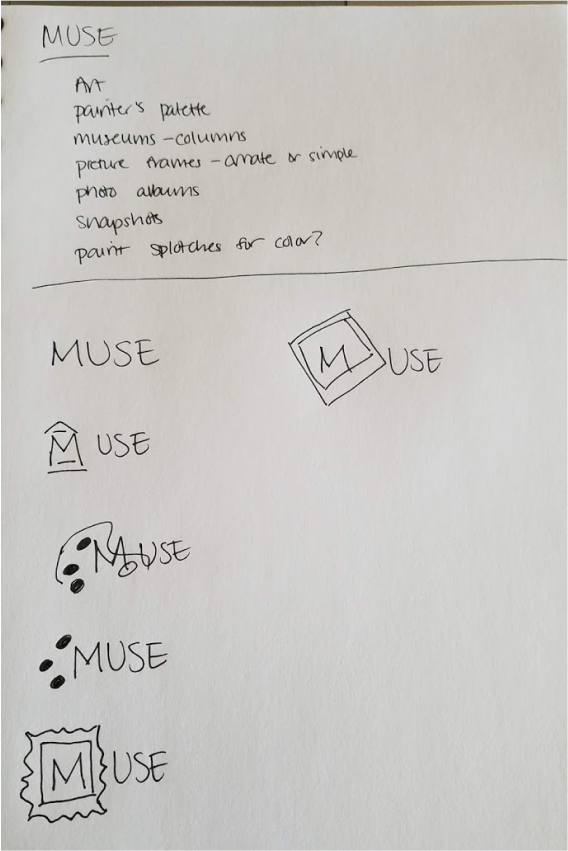 MUSE
Art
painter's palette
museums - columns
picture frames - ornate or simple
photo albums
snapshots
paint splotches for color?
MUSE
MUSE
MUSE
MUSE
MUSE
MUSE